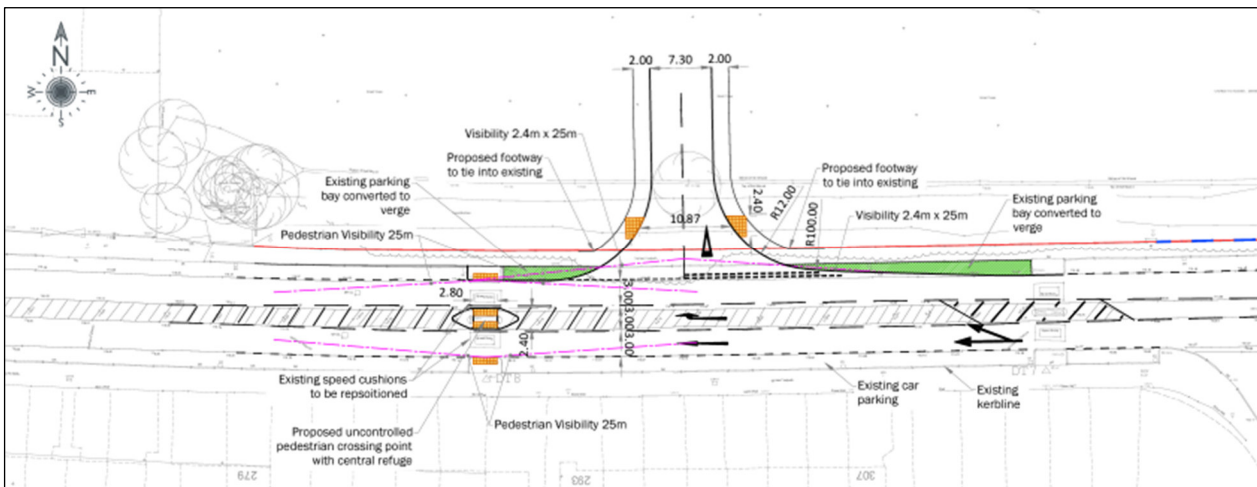 N
W
E
S
2.00
7.30
2.00
Visibility 2.4m x 25m
Proposed footway
to tie into existing
Existing parking
bay converted to
verge
Pedestrian Visibility 25m
Proposed footway
to tie into existing
2.40
R12.00
R100.00
10.87
Existing parking
bay converted to
verge
Visibility 2.4m x 25m
2.80
3.00
3.00
3.00
2.40
Existing speed cushions
to be repsoitioned
Proposed uncontrolled
pedestrian crossing point
with central refuge
Pedestrian Visibility 25m
Existing car
parking
Existing
kerbline
279
293
307